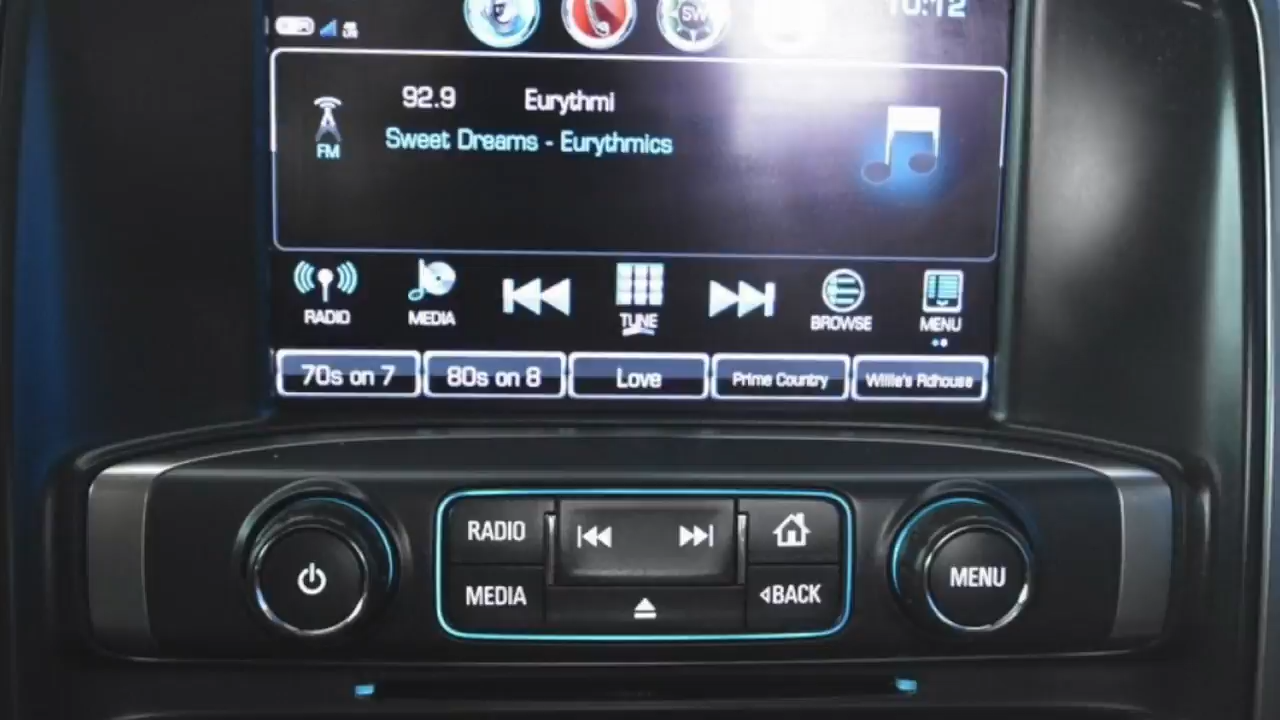 SW
10:12
92.9 Eurythmi
Sweet Dreams - Eurythmics
FM
RADIO MEDIA TUNE BROWSE MENU
70s on 7 80s on 8 Love Prime Country Willie's Rdhouse
RADIO
MEDIA
BACK
MENU